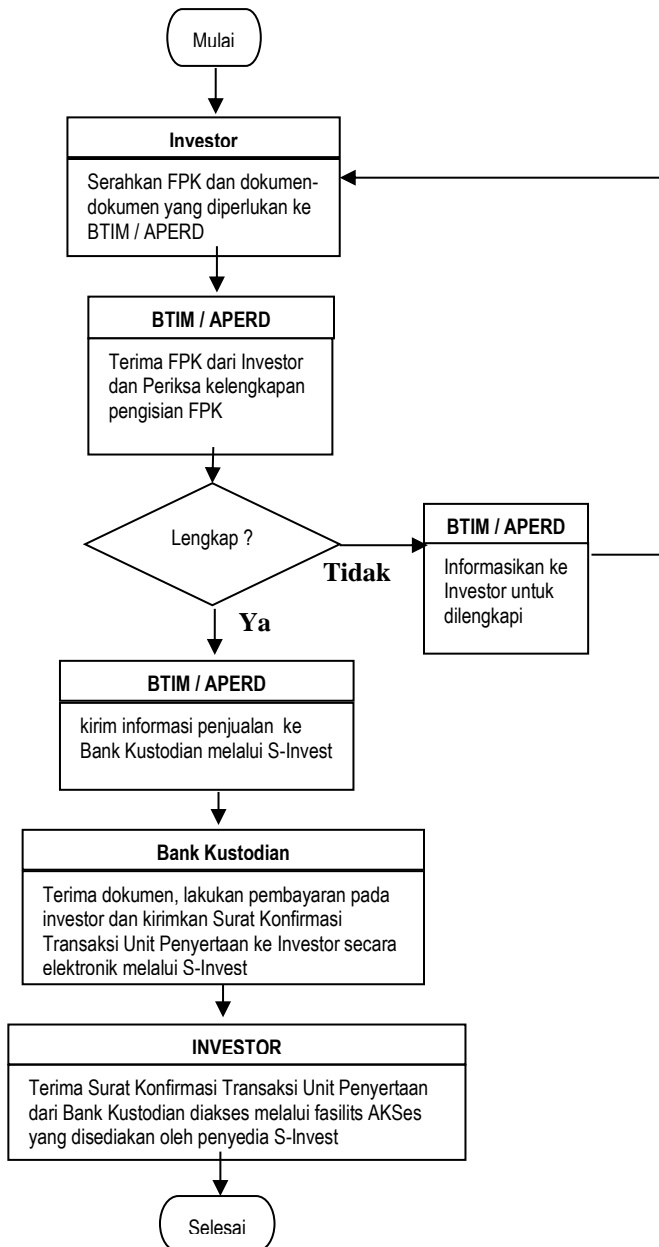 Mulai
Investor
Serahkan FPK dan dokumen-
dokumen yang diperlukan ke
BTIM / APERD
BTIM / APERD
Terima FPK dari Investor
dan Periksa kelengkapan
pengisian FPK
Lengkap ?
Tidak
BTIM / APERD
Informasikan ke
Investor untuk
dilengkapi
Ya
BTIM / APERD
kirim informasi penjualan ke
Bank Kustodian melalui S-Invest
Bank Kustodian
Terima dokumen, lakukan pembayaran pada
investor dan kirimkan Surat Konfirmasi
Transaksi Unit Penyertaan ke Investor secara
elektronik melalui S-Invest
INVESTOR
Terima Surat Konfirmasi Transaksi Unit Penyertaan
dari Bank Kustodian diakses melalui fasilits AKSes
yang disediakan oleh penyedia S-Invest
Selesai